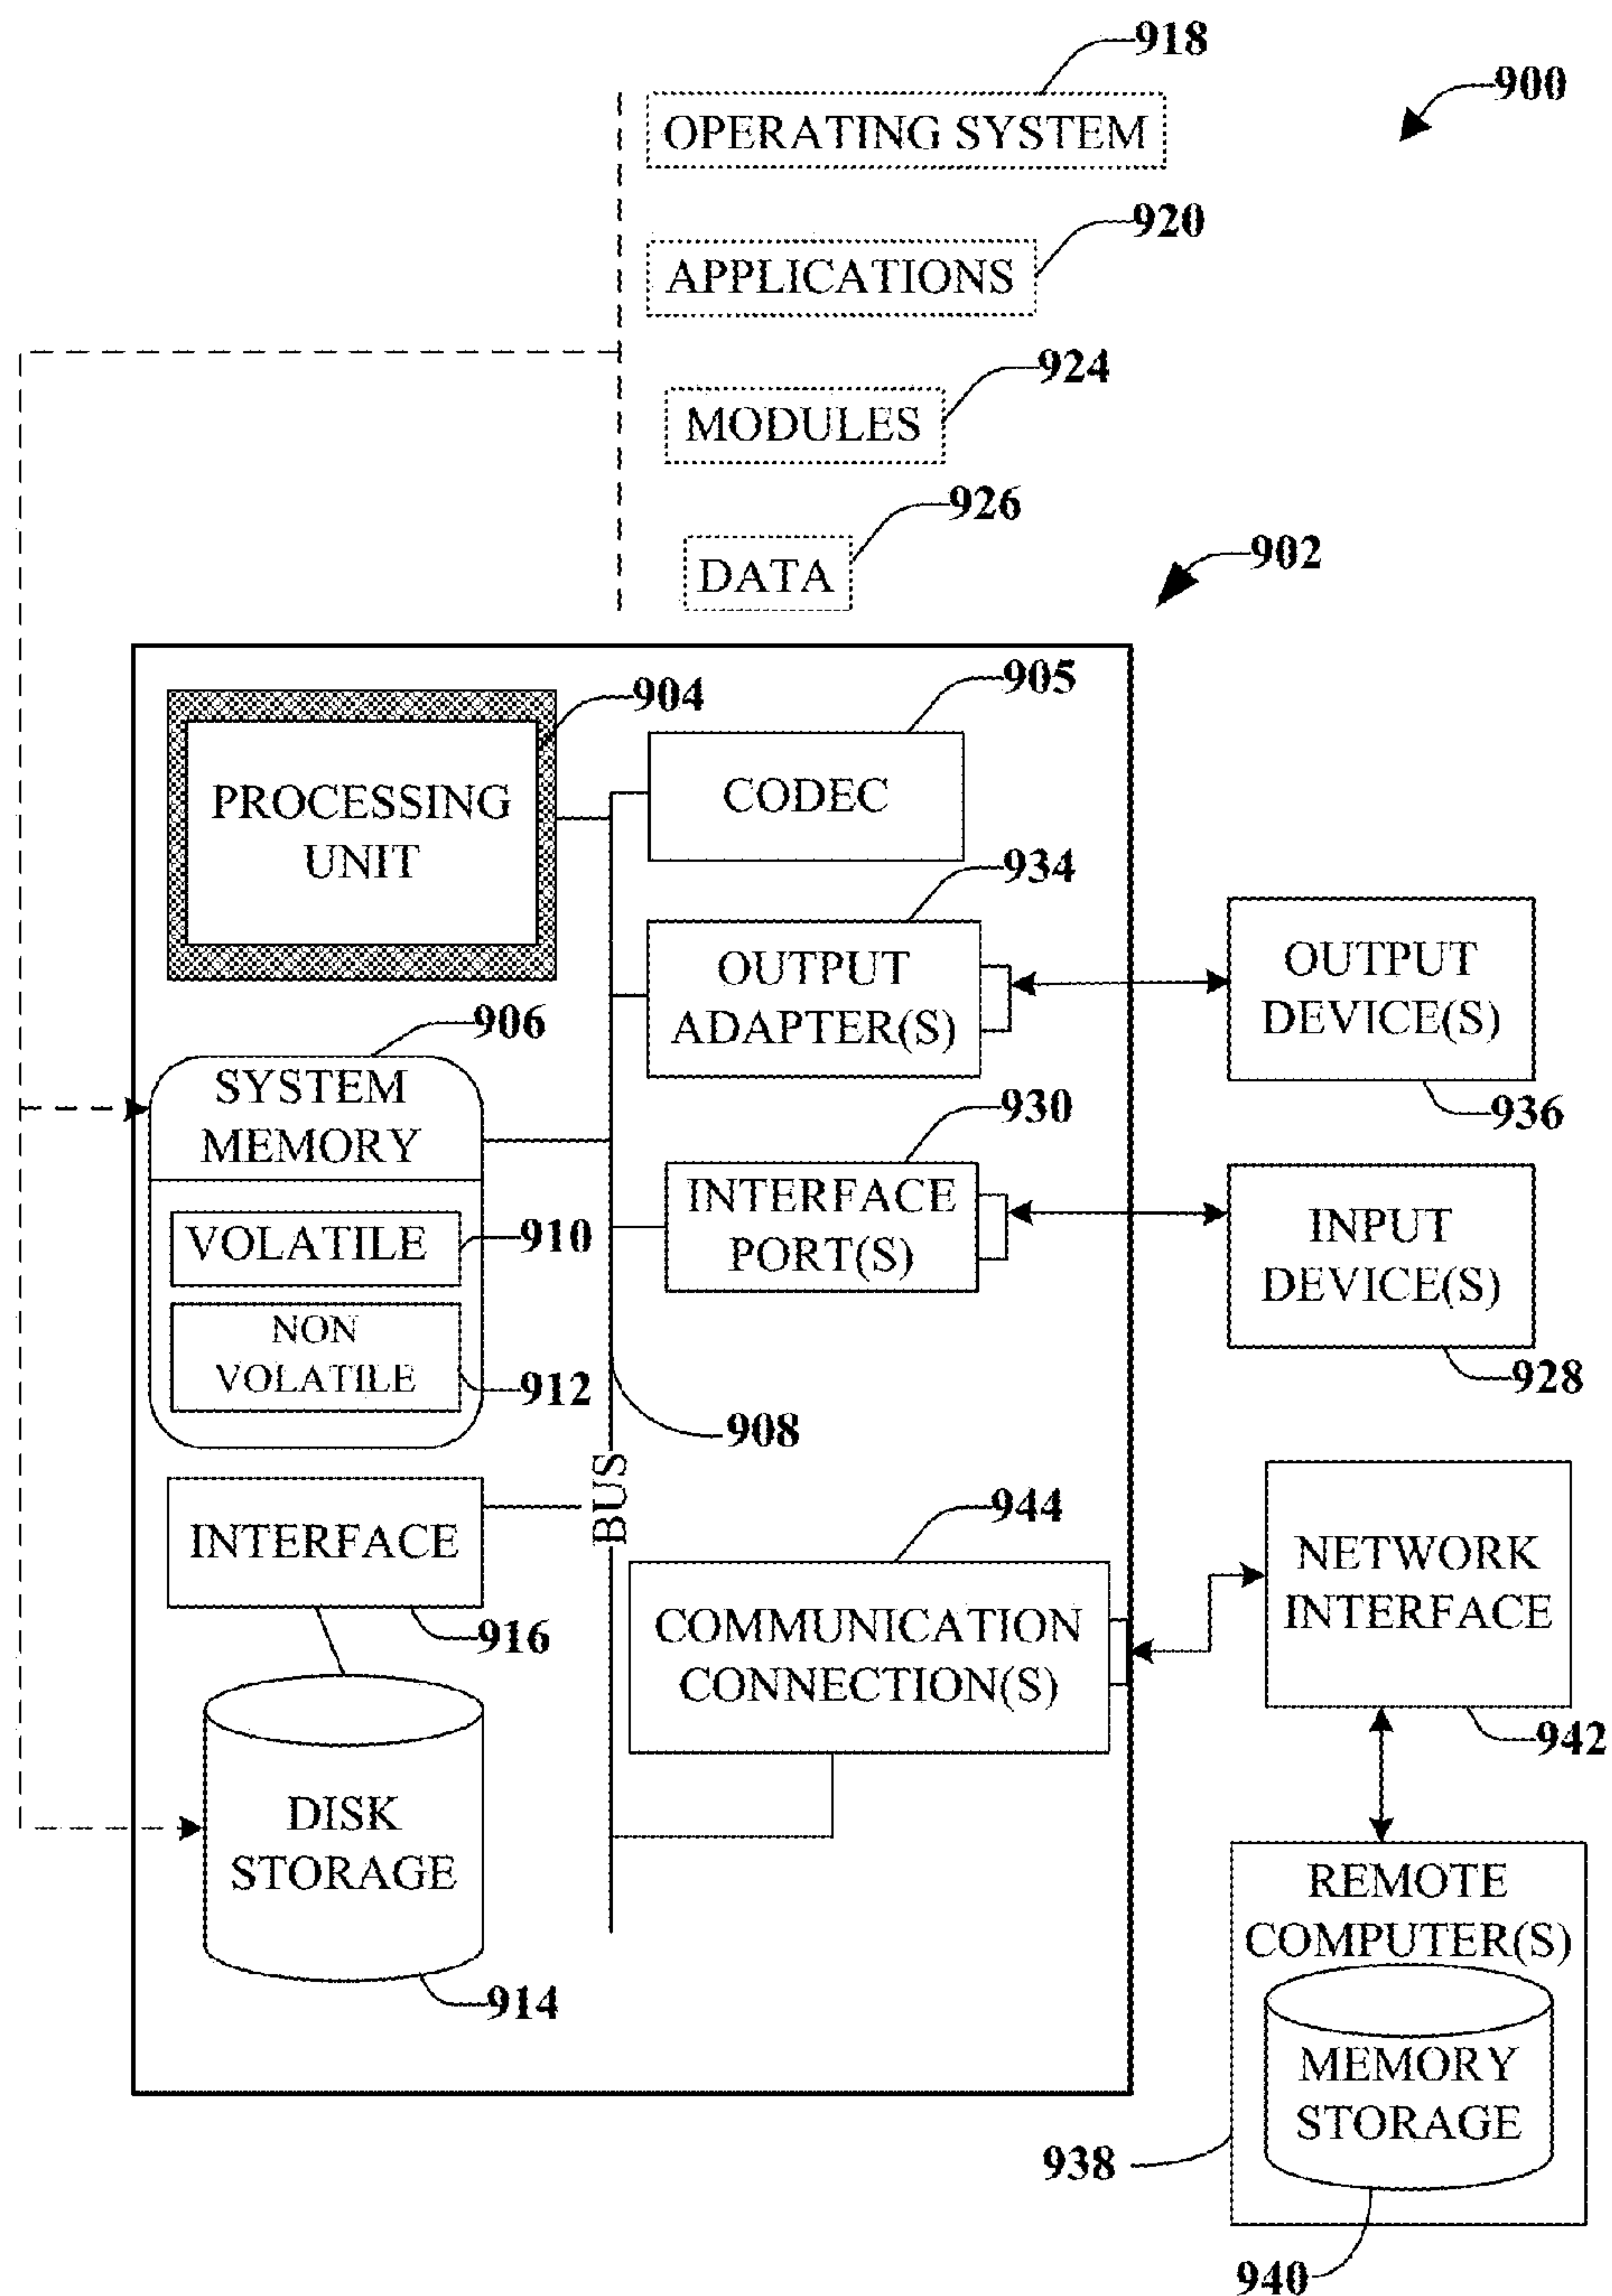 918
900
OPERATING SYSTEM
920
APPLICATIONS
924
MODULES
926
DATA
902
904
PROCESSING
UNIT
905
CODEC
934
OUTPUT
ADAPTER(S)
OUTPUT
DEVICE(S)
936
906
SYSTEM
MEMORY
VOLATILE
910
NON
VOLATILE
912
930
INTERFACE
PORT(S)
INPUT
DEVICE(S)
928
908
BUS
INTERFACE
916
944
COMMUNICATION
CONNECTION(S)
NETWORK
INTERFACE
942
DISK
STORAGE
914
REMOTE
COMPUTER(S)
MEMORY
STORAGE
938
940